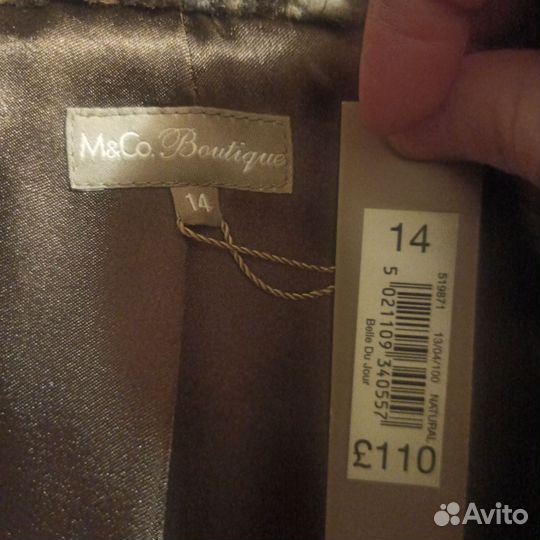 M&Co. Boutique
14
14
519871 13/04/100 NATURAL
5 021109 340557
Belle Du Jour
£110
Avito